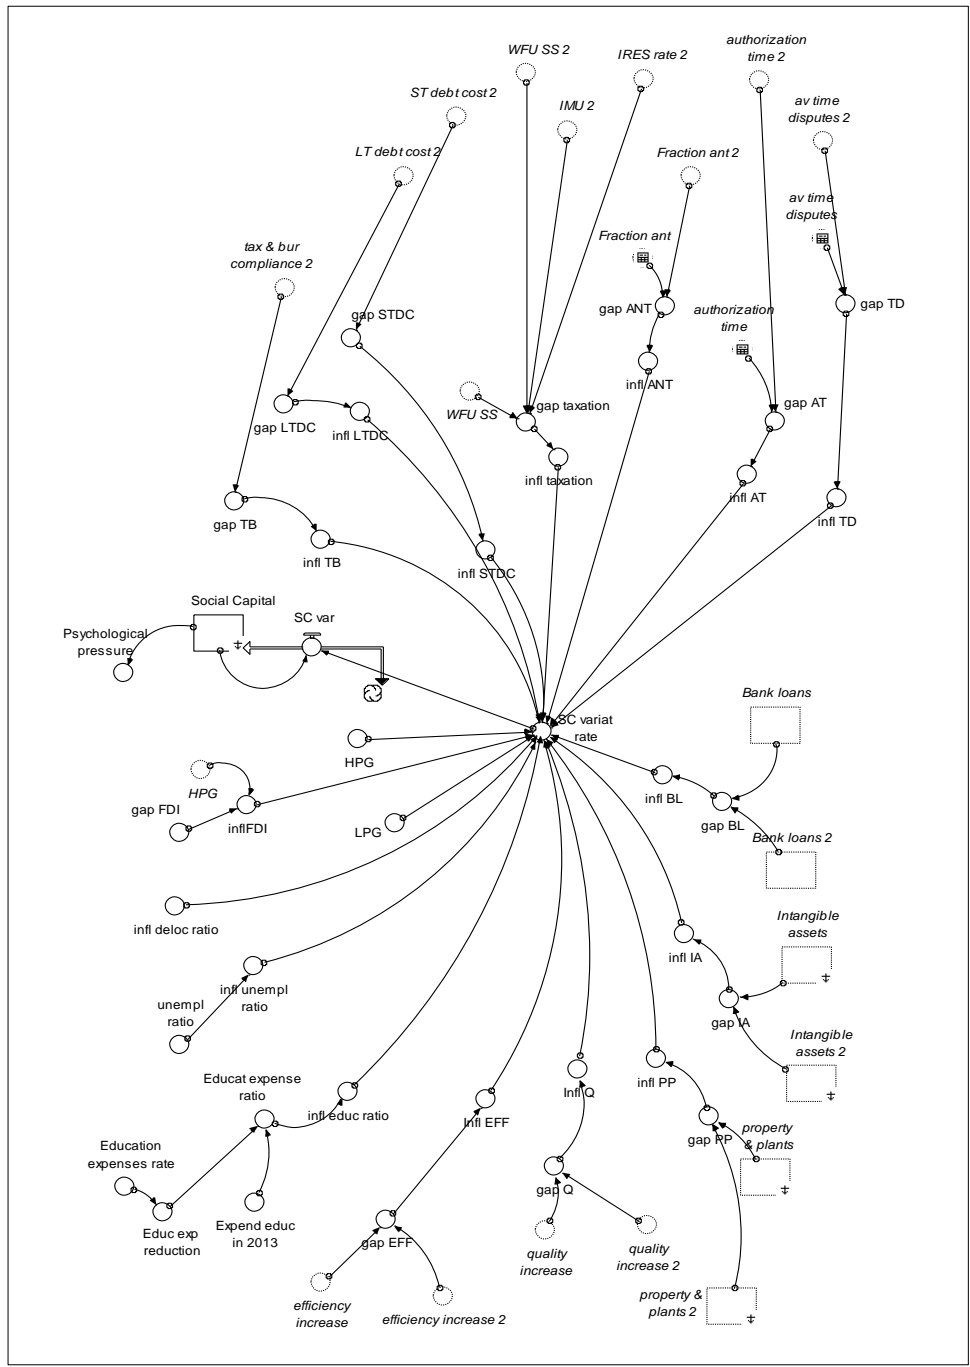 WFU SS 2
IRES rate 2
authorization
time 2
ST debt cost 2
IMU 2
av time
disputes 2
LT debt cost 2
Fraction ant 2
av time
disputes
tax & bur
compliance 2
Fraction ant
gap STDC
gap ANT
authorization
time
gap TD
infl ANT
WFU SS
gap taxation
gap AT
gap LTDC
infl LTDC
infl taxation
infl AT
gap TB
infl TD
infl TB
infl STDC
Social Capital
SC var
Psychological
pressure
Bank loans
SC variat
rate
HPG
HPG
infl BL
gap FDI
inflFDI
LPG
gap BL
Bank loans 2
infl deloc ratio
Intangible
assets
infl IA
infl unempl
ratio
unempl
ratio
gap IA
Intangible
assets 2
Educat expense
ratio
infl educ ratio
Infl EFF
Infl Q
infl PP
gap PP
property
& plants
Education
expenses rate
gap Q
Educ exp
reduction
Expend educ
in 2013
gap EFF
quality
increase
quality
increase 2
efficiency
increase
efficiency increase 2
property &
plants 2